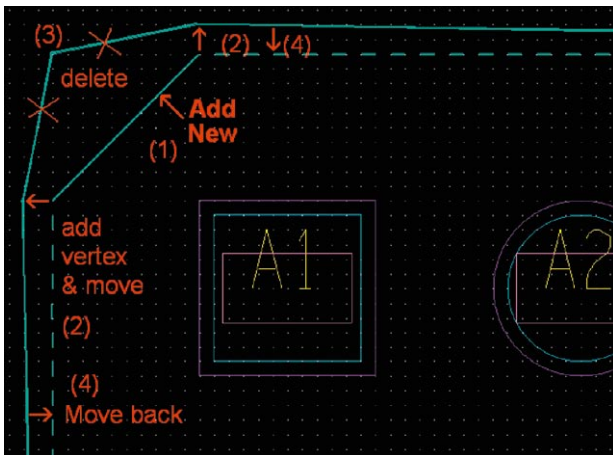 (3)
(2)
(4)
delete
Add
New
(1)
add
vertex
& move
(2)
A1
A2
(4)
Move back